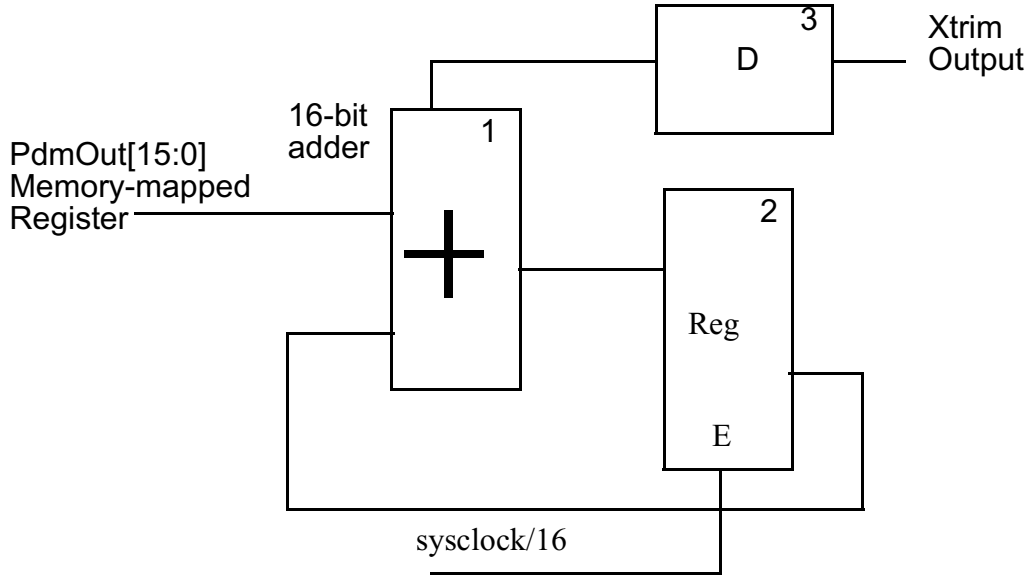 3
Xtrim
Output
D
16-bit
adder
1
PdmOut[15:0]
Memory-mapped
Register
2
Reg
E
sysclock/16